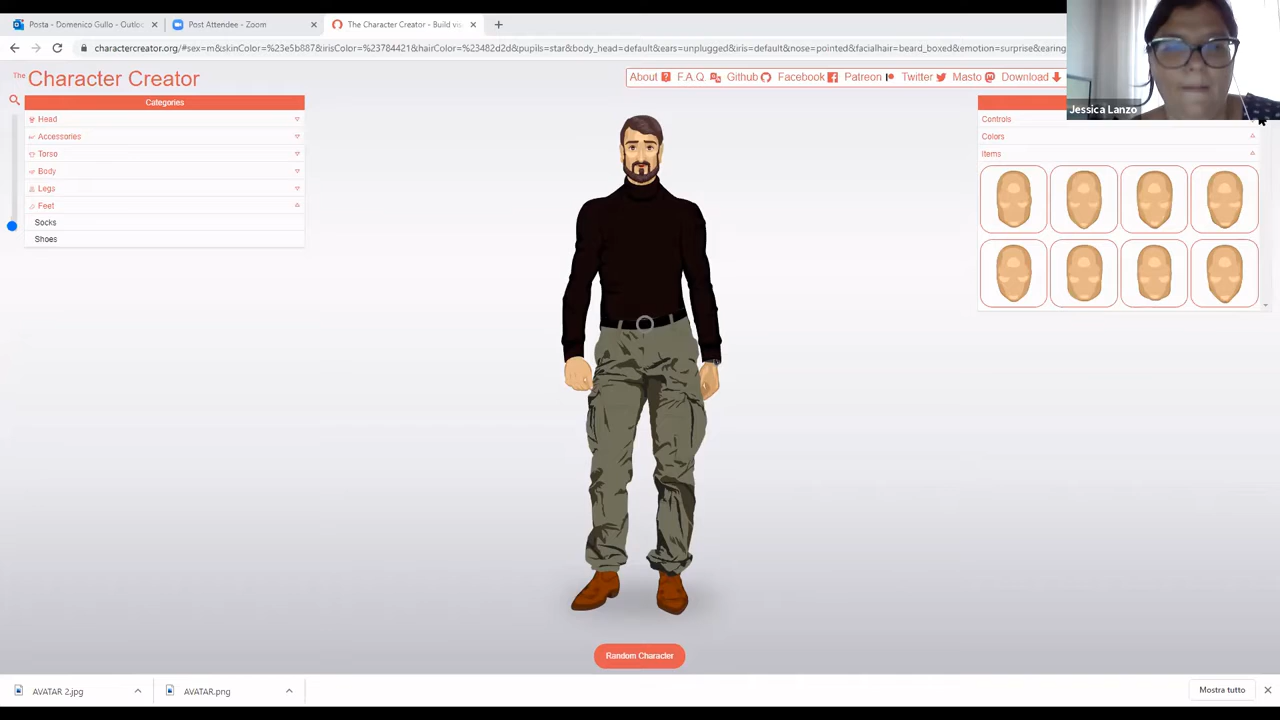 Posta - Domenico Gullo - Outloo
Post Attendee - Zoom
The Character Creator - Build vi
charactercreator.org/#sex=m&skinColor=%23e5b887&irisColor=%23784421&hairColor=%23482d2d&pupils=star&body_head=default&ears=unplugged&iris=default&nose=pointed&facialhair=beard_boxed&emotion=surprise&earing
The Character Creator
About F.A.Q. Github Facebook Patreon Twitter Masto Download
Jessica Lanzo
Categories
Head
Accessories
Torso
Body
Legs
Feet
Socks
Shoes
Controls
Colors
Items
Random Character
AVATAR 2.jpg
AVATAR.png
Mostra tutto